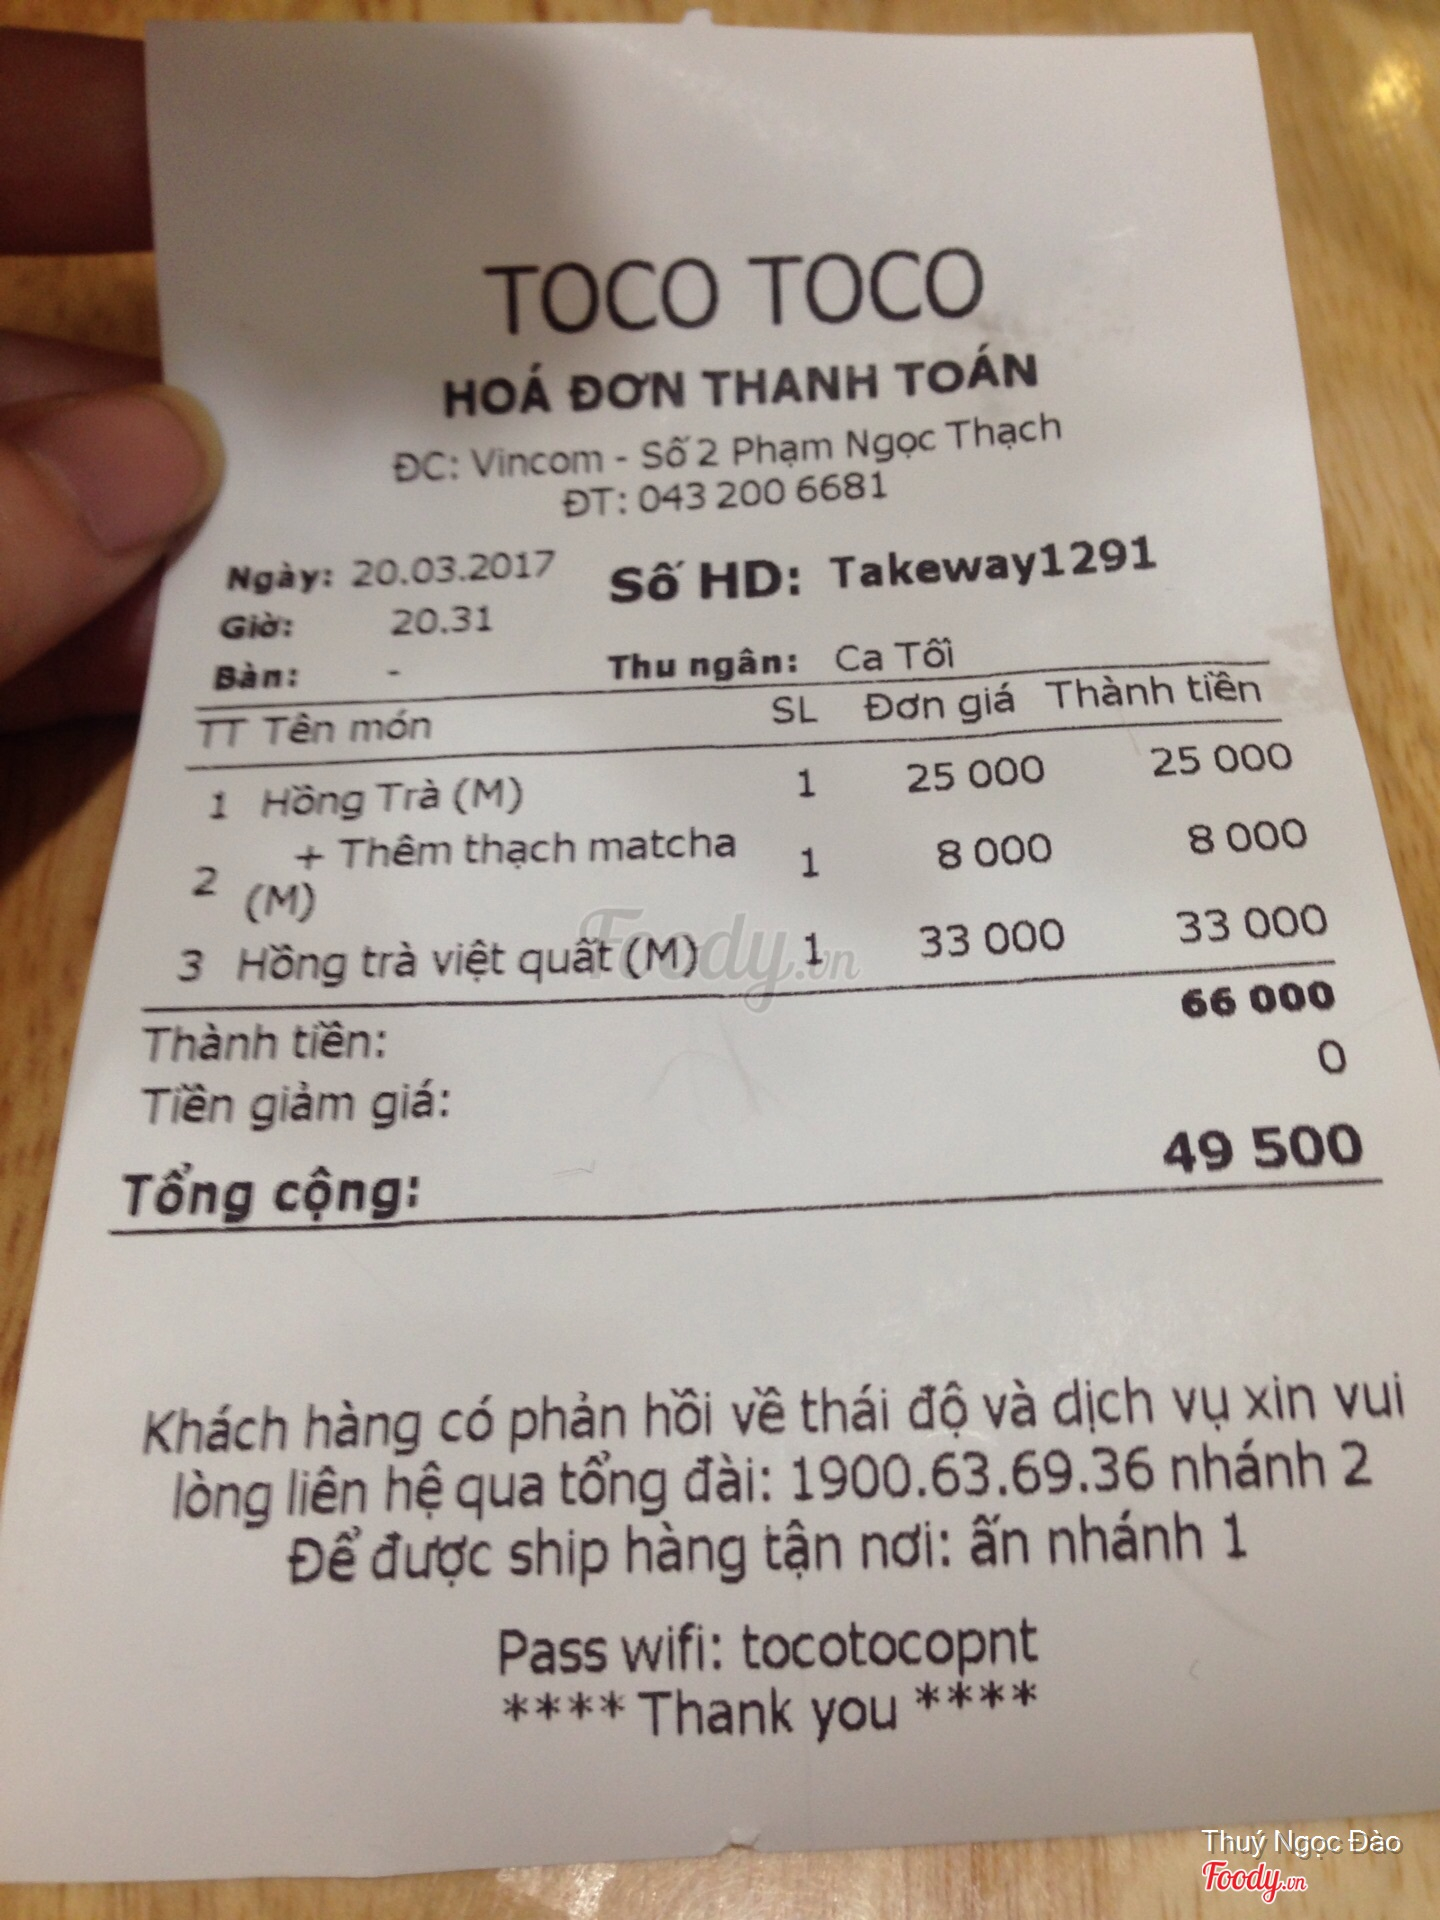 TOCO TOCO
HOÁ ĐƠN THANH TOÁN
ĐC: Vincom - Số 2 Phạm Ngọc Thạch
ĐT: 043 200 6681
Ngày: 20.03.2017 Số HD: Takeway1291
Giờ: 20.31
Bàn: - Thu ngân: Ca Tối
TT Tên món SL Đơn giá Thành tiền
1 Hồng Trà (M) 1 25 000 25 000
2 + Thêm thạch matcha (M) 1 8 000 8 000
3 Hồng trà việt quất (M) 1 33 000 33 000
Thành tiền: 66 000
Tiền giảm giá: 0
Tổng cộng: 49 500
Khách hàng có phản hồi về thái độ và dịch vụ xin vui
lòng liên hệ qua tổng đài: 1900.63.69.36 nhánh 2
Để được ship hàng tận nơi: ấn nhánh 1
Pass wifi: tocotocopnt
**** Thank you ****
Foody.vn
Thuý Ngọc Đào
Foody.vn